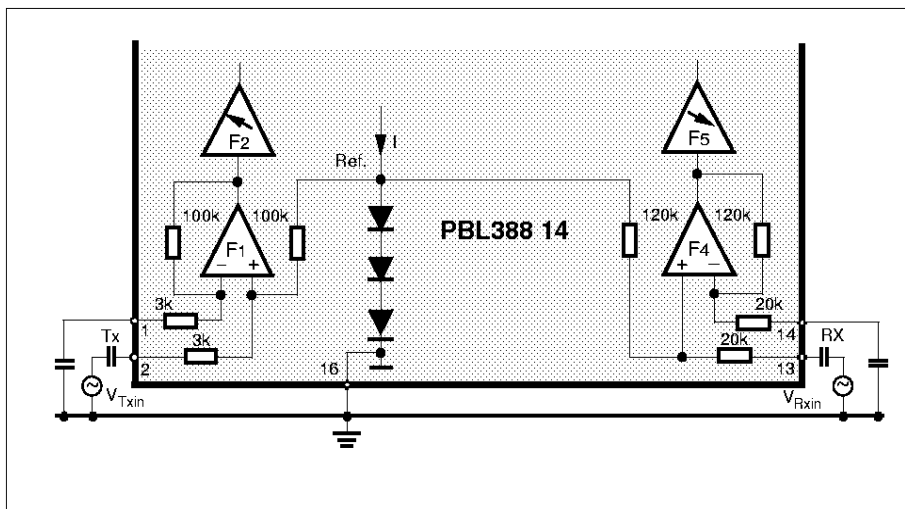 F2
F5
I
Ref.
100k
100k
PBL388 14
120k
120k
F1
F4
– +
+ –
3k
20k
1
14
Tx
3k
20k
RX
2
16
13
VTxin
VRxin